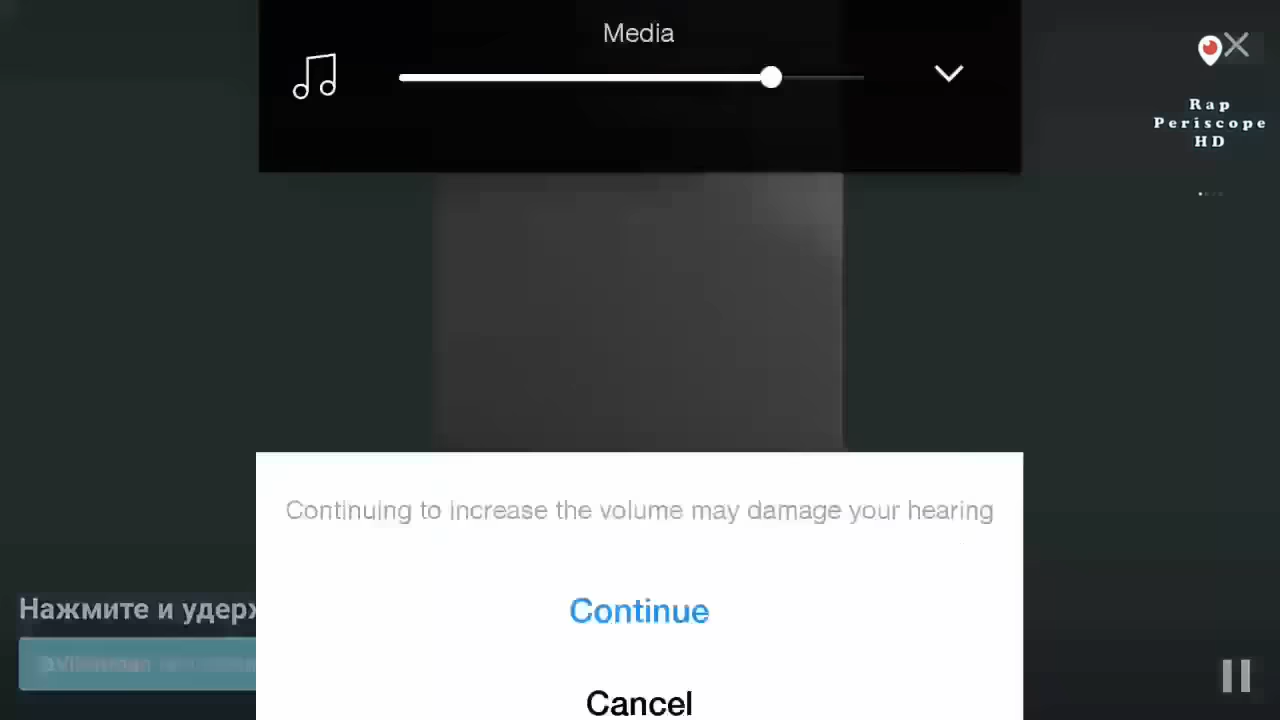 Media
Rap
Periscope
HD
Continuing to increase the volume may damage your hearing
Continue
Нажмите и удерж
Cancel